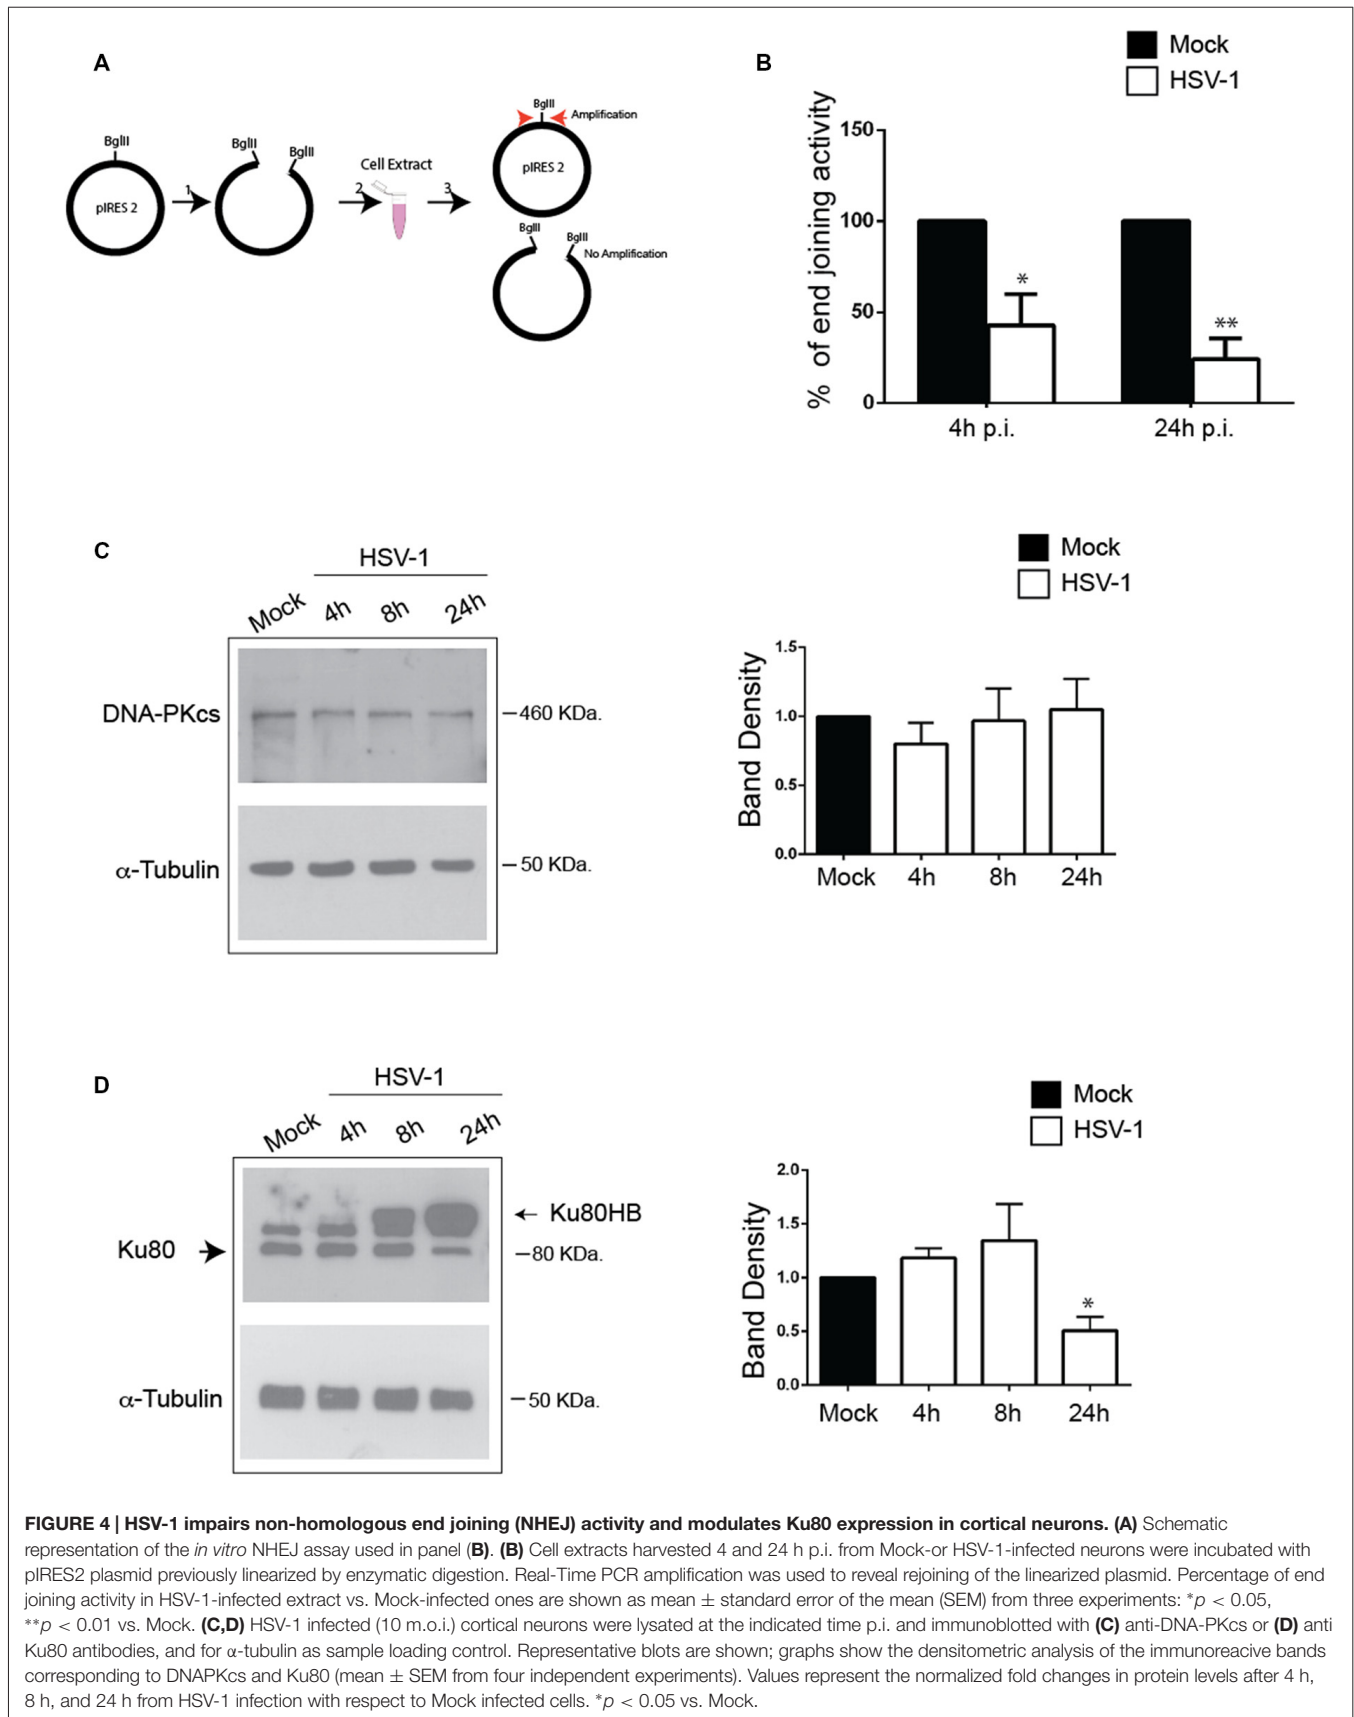 A
BglII
pIRES 2
1
BglII
BglII
2
Cell Extract
3
BglII
Amplification
pIRES 2
BglII
BglII
No Amplification
B
Mock
HSV-1
% of end joining activity
150
100
50
0
*
**
4h p.i.
24h p.i.
C
HSV-1
Mock
4h
8h
24h
DNA-PKcs
460 KDa.
α-Tubulin
50 KDa.
Mock
HSV-1
Band Density
1.5
1.0
0.5
0.0
Mock
4h
8h
24h
D
HSV-1
Mock
4h
8h
24h
Ku80HB
Ku80
80 KDa.
α-Tubulin
50 KDa.
Mock
HSV-1
Band Density
2.0
1.5
1.0
0.5
0.0
*
Mock
4h
8h
24h
FIGURE 4 | HSV-1 impairs non-homologous end joining (NHEJ) activity and modulates Ku80 expression in cortical neurons. (A) Schematic
representation of the in vitro NHEJ assay used in panel (B). (B) Cell extracts harvested 4 and 24 h p.i. from Mock-or HSV-1-infected neurons were incubated with
pIRES2 plasmid previously linearized by enzymatic digestion. Real-Time PCR amplification was used to reveal rejoining of the linearized plasmid. Percentage of end
joining activity in HSV-1-infected extract vs. Mock-infected ones are shown as mean ± standard error of the mean (SEM) from three experiments: *p < 0.05,
**p < 0.01 vs. Mock. (C,D) HSV-1 infected (10 m.o.i.) cortical neurons were lysated at the indicated time p.i. and immunoblotted with (C) anti-DNA-PKcs or (D) anti
Ku80 antibodies, and for α-tubulin as sample loading control. Representative blots are shown; graphs show the densitometric analysis of the immunoreacive bands
corresponding to DNAPKcs and Ku80 (mean ± SEM from four independent experiments). Values represent the normalized fold changes in protein levels after 4 h,
8 h, and 24 h from HSV-1 infection with respect to Mock infected cells. *p < 0.05 vs. Mock.